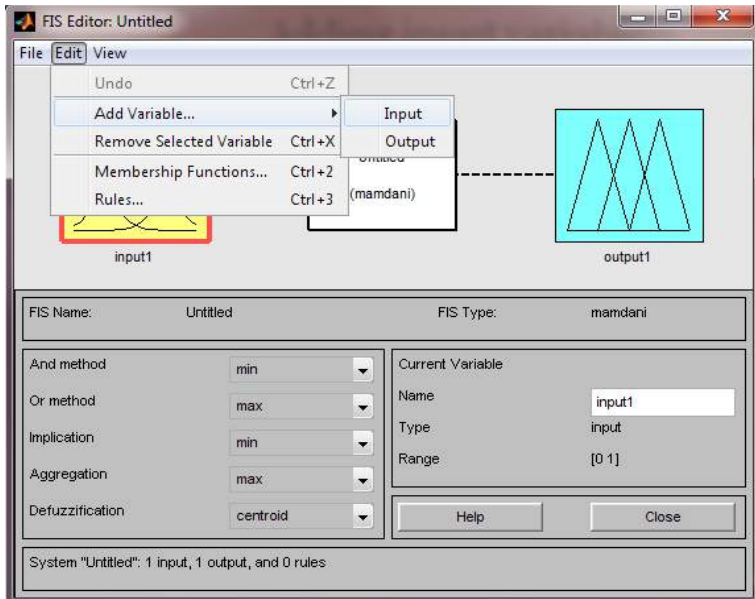 FIS Editor: Untitled
File Edit View
Undo Ctrl+Z
Add Variable...
Remove Selected Variable Ctrl+X
Membership Functions... Ctrl+2
Rules... Ctrl+3
Input
Output
(mamdani)
input1
output1
FIS Name: Untitled FIS Type: mamdani
And method min
Or method max
Implication min
Aggregation max
Defuzzification centroid
Current Variable
Name input1
Type input
Range [0 1]
Help Close
System "Untitled": 1 input, 1 output, and 0 rules